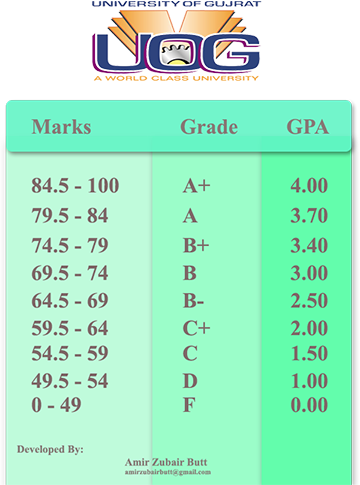 UNIVERSITY OF GUJRAT
UOG
A WORLD CLASS UNIVERSITY
Marks Grade GPA
84.5 - 100 A+ 4.00
79.5 - 84 A 3.70
74.5 - 79 B+ 3.40
69.5 - 74 B 3.00
64.5 - 69 B- 2.50
59.5 - 64 C+ 2.00
54.5 - 59 C 1.50
49.5 - 54 D 1.00
0 - 49 F 0.00
Developed By:
Amir Zubair Butt
amirzubairbutt@gmail.com